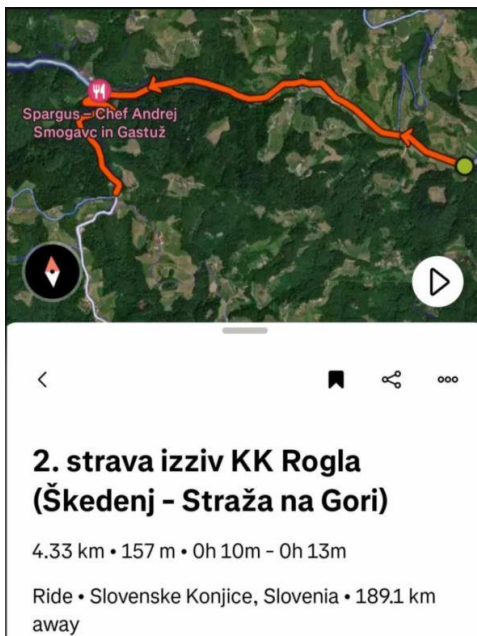 Spargus – Chef Andrej
Smogavc in Gastuž
2. strava izziv KK Rogla
(Škedenj - Straža na Gori)
4.33 km • 157 m • 0h 10m - 0h 13m
Ride • Slovenske Konjice, Slovenia • 189.1 km
away